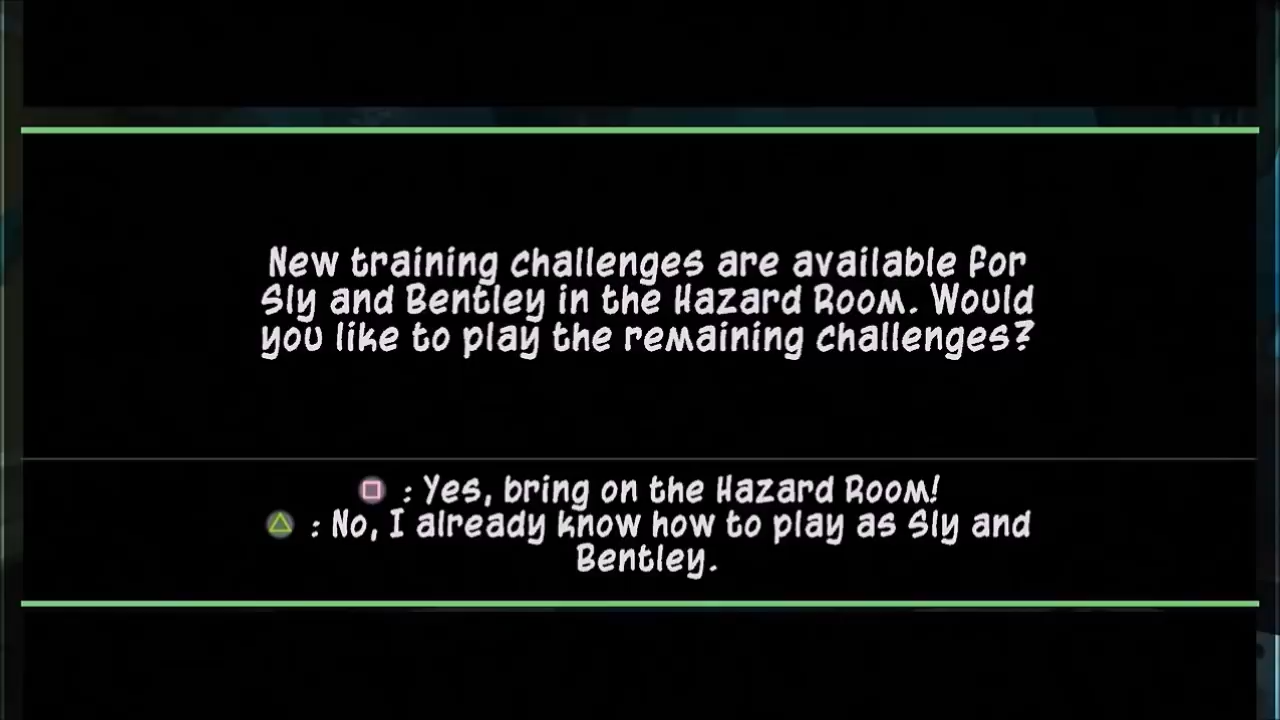 New training challenges are available for
Sly and Bentley in the Hazard Room. Would
you like to play the remaining challenges?
: Yes, bring on the Hazard Room!
: No, I already know how to play as Sly and
Bentley.